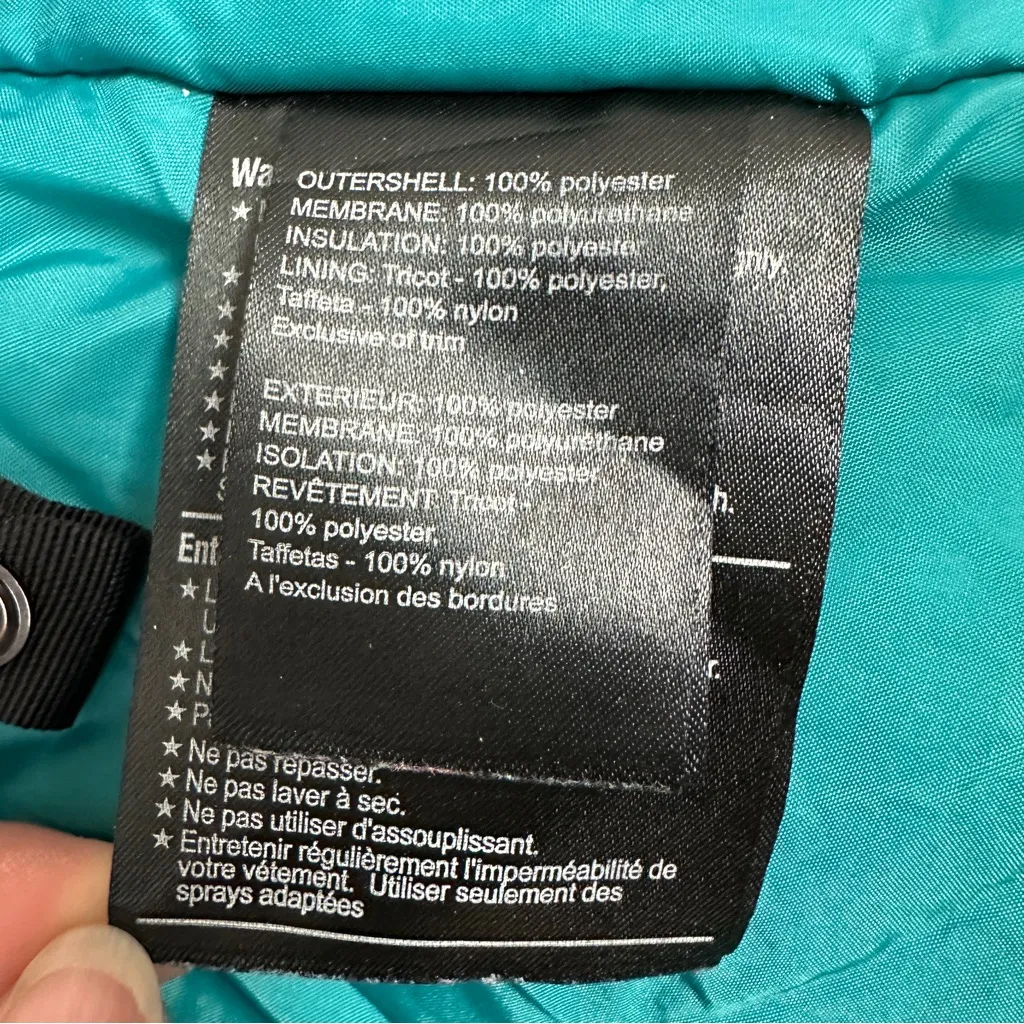 OUTERSHELL: 100% polyester
MEMBRANE: 100% polyurethane
INSULATION: 100% polyester
LINING: Tricot - 100% polyester,
Taffeta - 100% nylon
Exclusive of trim
EXTERIEUR: 100% polyester
MEMBRANE: 100% polyurethane
ISOLATION: 100% polyester
REVÊTEMENT: Tricot -
100% polyester,
Taffetas - 100% nylon
A l'exclusion des bordures
Ne pas repasser.
Ne pas laver à sec.
Ne pas utiliser d'assouplissant.
Entretenir régulièrement l'imperméabilité de
votre vêtement. Utiliser seulement des
sprays adaptées